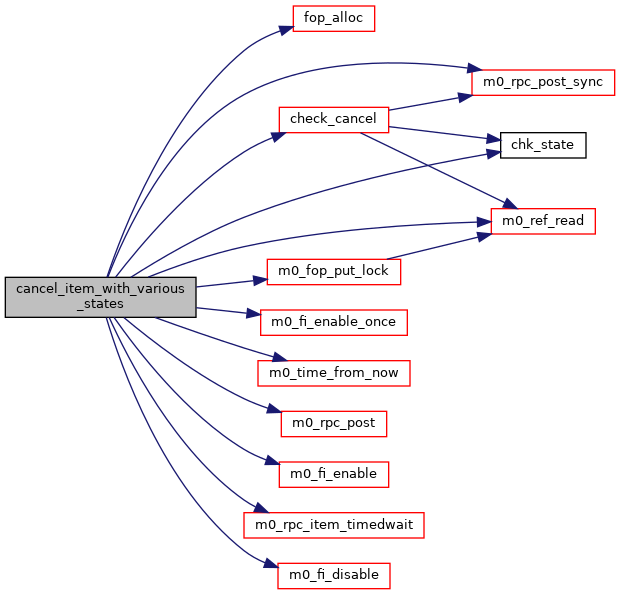 fop_alloc
m0_rpc_post_sync
check_cancel
chk_state
m0_ref_read
m0_fop_put_lock
cancel_item_with_various
_states
m0_fi_enable_once
m0_time_from_now
m0_rpc_post
m0_fi_enable
m0_rpc_item_timedwait
m0_fi_disable